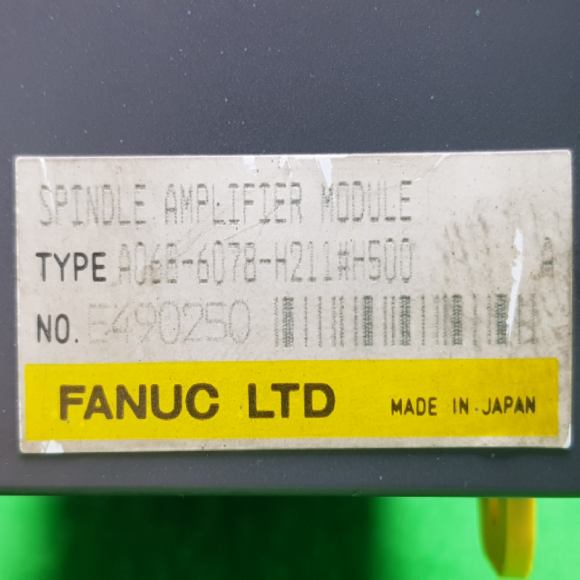 SPINDLE AMPLIFIER MODULE
TYPE A06B-6078-H211#H500 A
NO. E490250
FANUC LTD MADE IN JAPAN